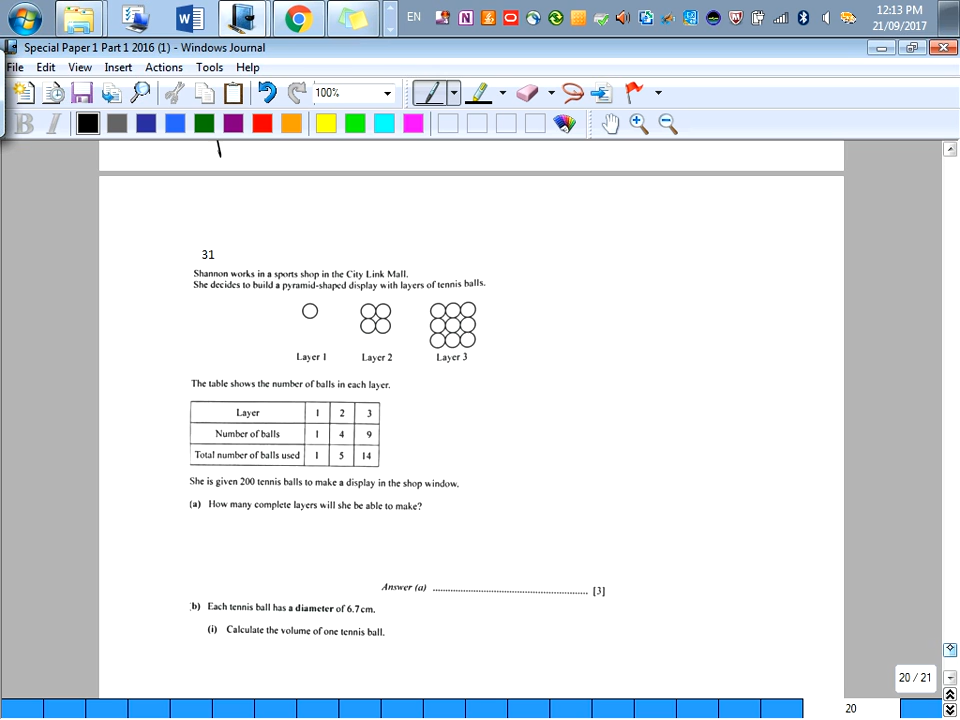 EN
12:13 PM
21/09/2017
Special Paper 1 Part 1 2016 (1) - Windows Journal
File Edit View Insert Actions Tools Help
100%
B I
31
Shannon works in a sports shop in the City Link Mall.
She decides to build a pyramid-shaped display with layers of tennis balls.
Layer 1 Layer 2 Layer 3
The table shows the number of balls in each layer.
Layer 1 2 3
Number of balls 1 4 9
Total number of balls used 1 5 14
She is given 200 tennis balls to make a display in the shop window.
(a) How many complete layers will she be able to make?
Answer (a) ............................................................ [3]
(b) Each tennis ball has a diameter of 6.7 cm.
(i) Calculate the volume of one tennis ball.
20 / 21
20